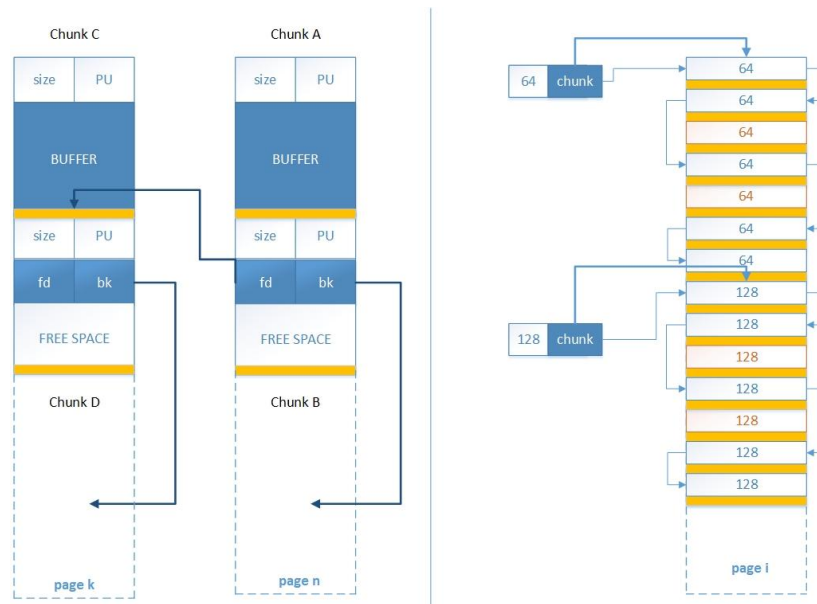 Chunk C
Chunk A
size PU
size PU
BUFFER
BUFFER
size PU
size PU
fd bk
fd bk
FREE SPACE
FREE SPACE
Chunk D
Chunk B
page k
page n
64 chunk
64
64
64
64
64
64
64
128 chunk
128
128
128
128
128
128
128
page i